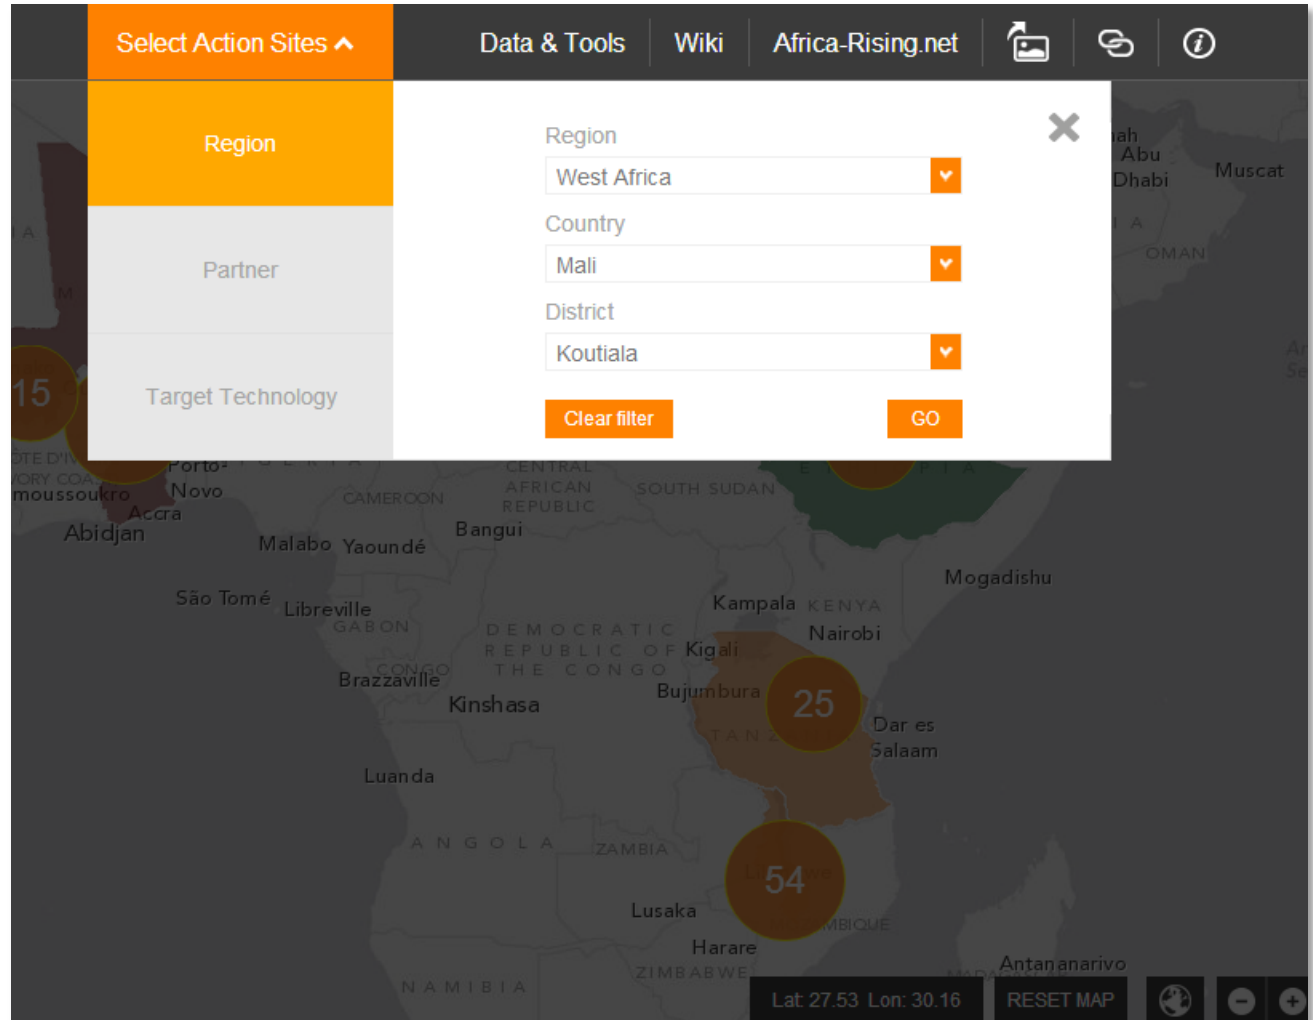 Select Action Sites
Data & Tools
Wiki
Africa-Rising.net
Region
Partner
Target Technology
Region
West Africa
Country
Mali
District
Koutiala
Clear filter
GO
Abu
Dhabi
Muscat
OMAN
15
Porto-
Novo
Accra
Abidjan
CAMEROON
CENTRAL
AFRICAN
REPUBLIC
SOUTH SUDAN
Bangui
Malabo
Yaoundé
São Tomé
Libreville
GABON
CONGO
Brazzaville
Kinshasa
DEMOCRATIC
REPUBLIC OF
THE CONGO
Kampala
KENYA
Nairobi
Mogadishu
Kigali
Bujumbura
25
Dar es
Salaam
Luanda
ANGOLA
ZAMBIA
54
Lusaka
Harare
ZIMBABWE
NAMIBIA
Antananarivo
Lat: 27.53 Lon: 30.16
RESET MAP